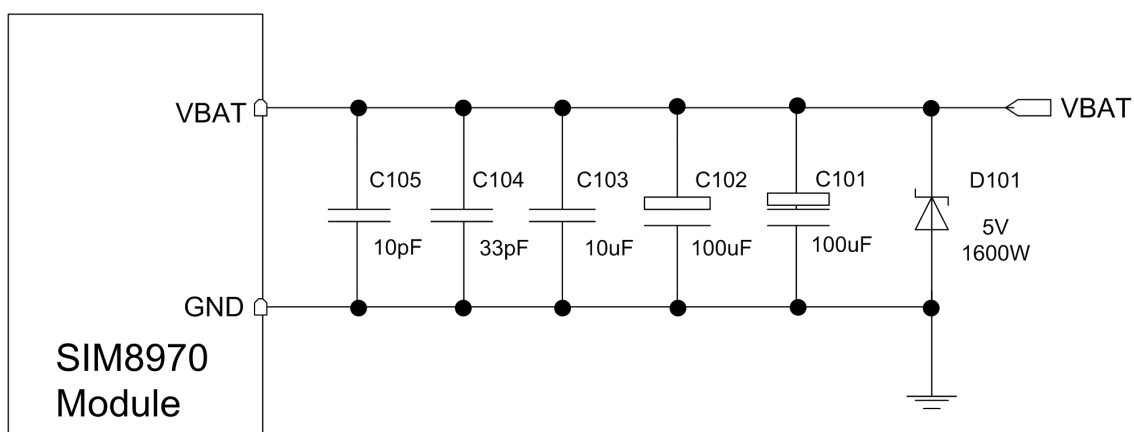 VBAT
VBAT
C105
C104
C103
C102
C101
D101
10pF
33pF
10uF
100uF
100uF
5V
1600W
GND
SIM8970
Module